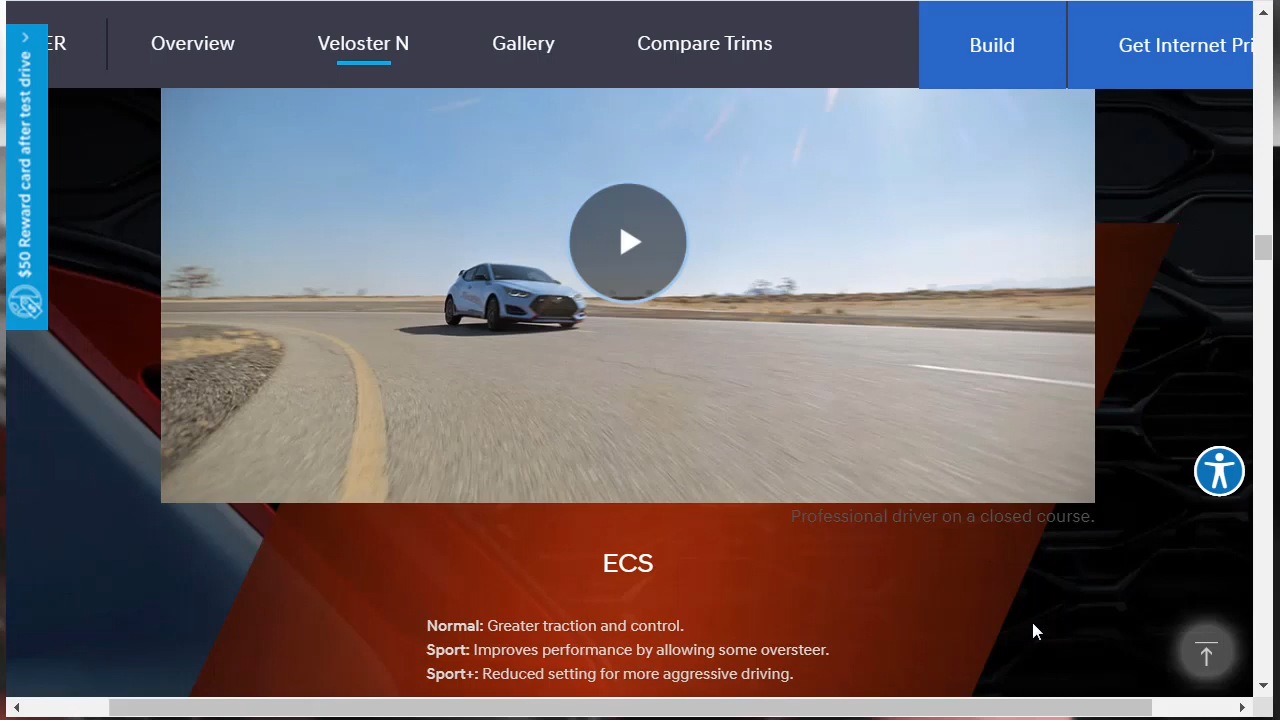 ER
Overview
Veloster N
Gallery
Compare Trims
Build
Get Internet Pri
$50 Reward card after test drive
Professional driver on a closed course.
ECS
Normal: Greater traction and control.
Sport: Improves performance by allowing some oversteer.
Sport+: Reduced setting for more aggressive driving.